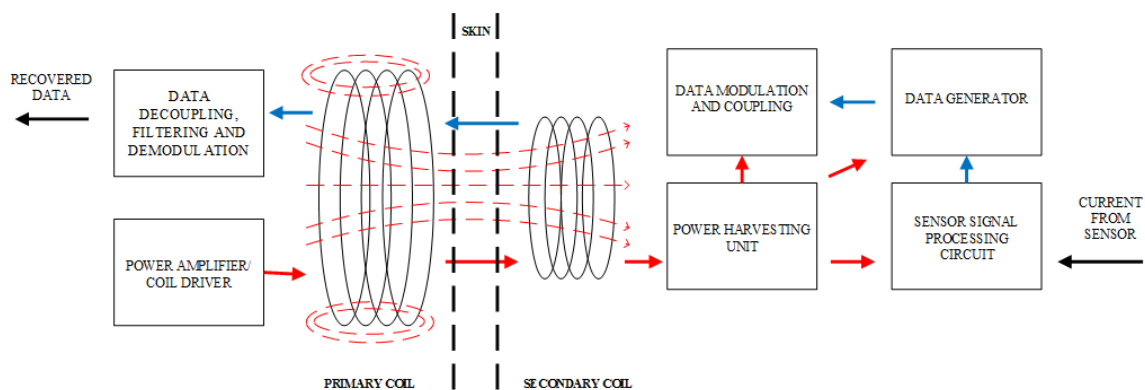 SKIN
RECOVERED
DATA
DATA
DECOUPLING,
FILTERING AND
DEMODULATION
DATA MODULATION
AND COUPLING
DATA GENERATOR
POWER AMPLIFIER/
COIL DRIVER
POWER HARVESTING
UNIT
SENSOR SIGNAL
PROCESSING
CIRCUIT
CURRENT
FROM
SENSOR
PRIMARY COIL
SECONDARY COIL